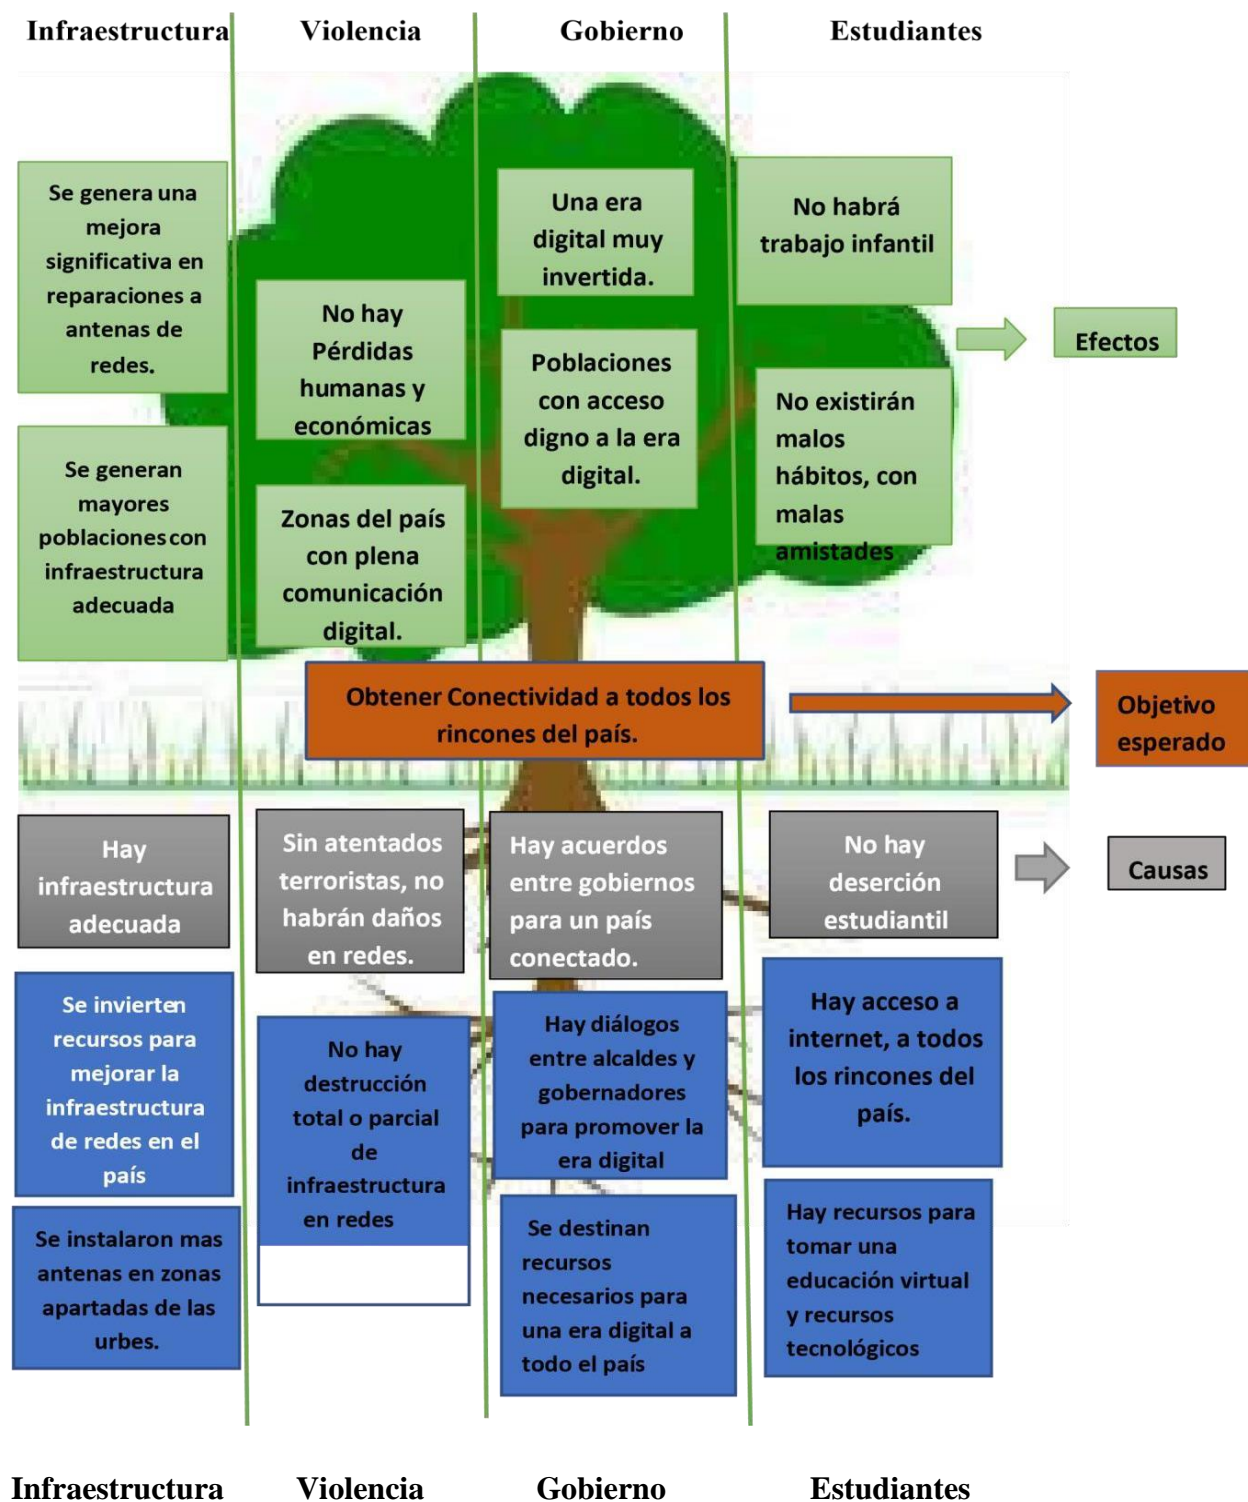 Infraestructura
Violencia
Gobierno
Estudiantes
Se genera una
mejora
significativa en
reparaciones a
antenas de
redes.
Se generan
mayores
poblaciones con
infraestructura
adecuada
No hay
Pérdidas
humanas y
económicas
Zonas del país
con plena
comunicación
digital.
Una era
digital muy
invertida.
Poblaciones
con acceso
digno a la era
digital.
No habrá
trabajo infantil
No existirán
malos
hábitos, con
malas
amistades
Efectos
Obtener Conectividad a todos los
rincones del país.
Objetivo
esperado
Hay
infraestructura
adecuada
Sin atentados
terroristas, no
habrán daños
en redes.
Hay acuerdos
entre gobiernos
para un país
conectado.
No hay
deserción
estudiantil
Causas
Se invierten
recursos para
mejorar la
infraestructura
de redes en el
país
Se instalaron mas
antenas en zonas
apartadas de las
urbes.
No hay
destrucción
total o parcial
de
infraestructura
en redes
Hay diálogos
entre alcaldes y
gobernadores
para promover la
era digital
Se destinan
recursos
necesarios para
una era digital a
todo el país
Hay acceso a
internet, a todos
los rincones del
país.
Hay recursos para
tomar una
educación virtual
y recursos
tecnológicos
Infraestructura
Violencia
Gobierno
Estudiantes